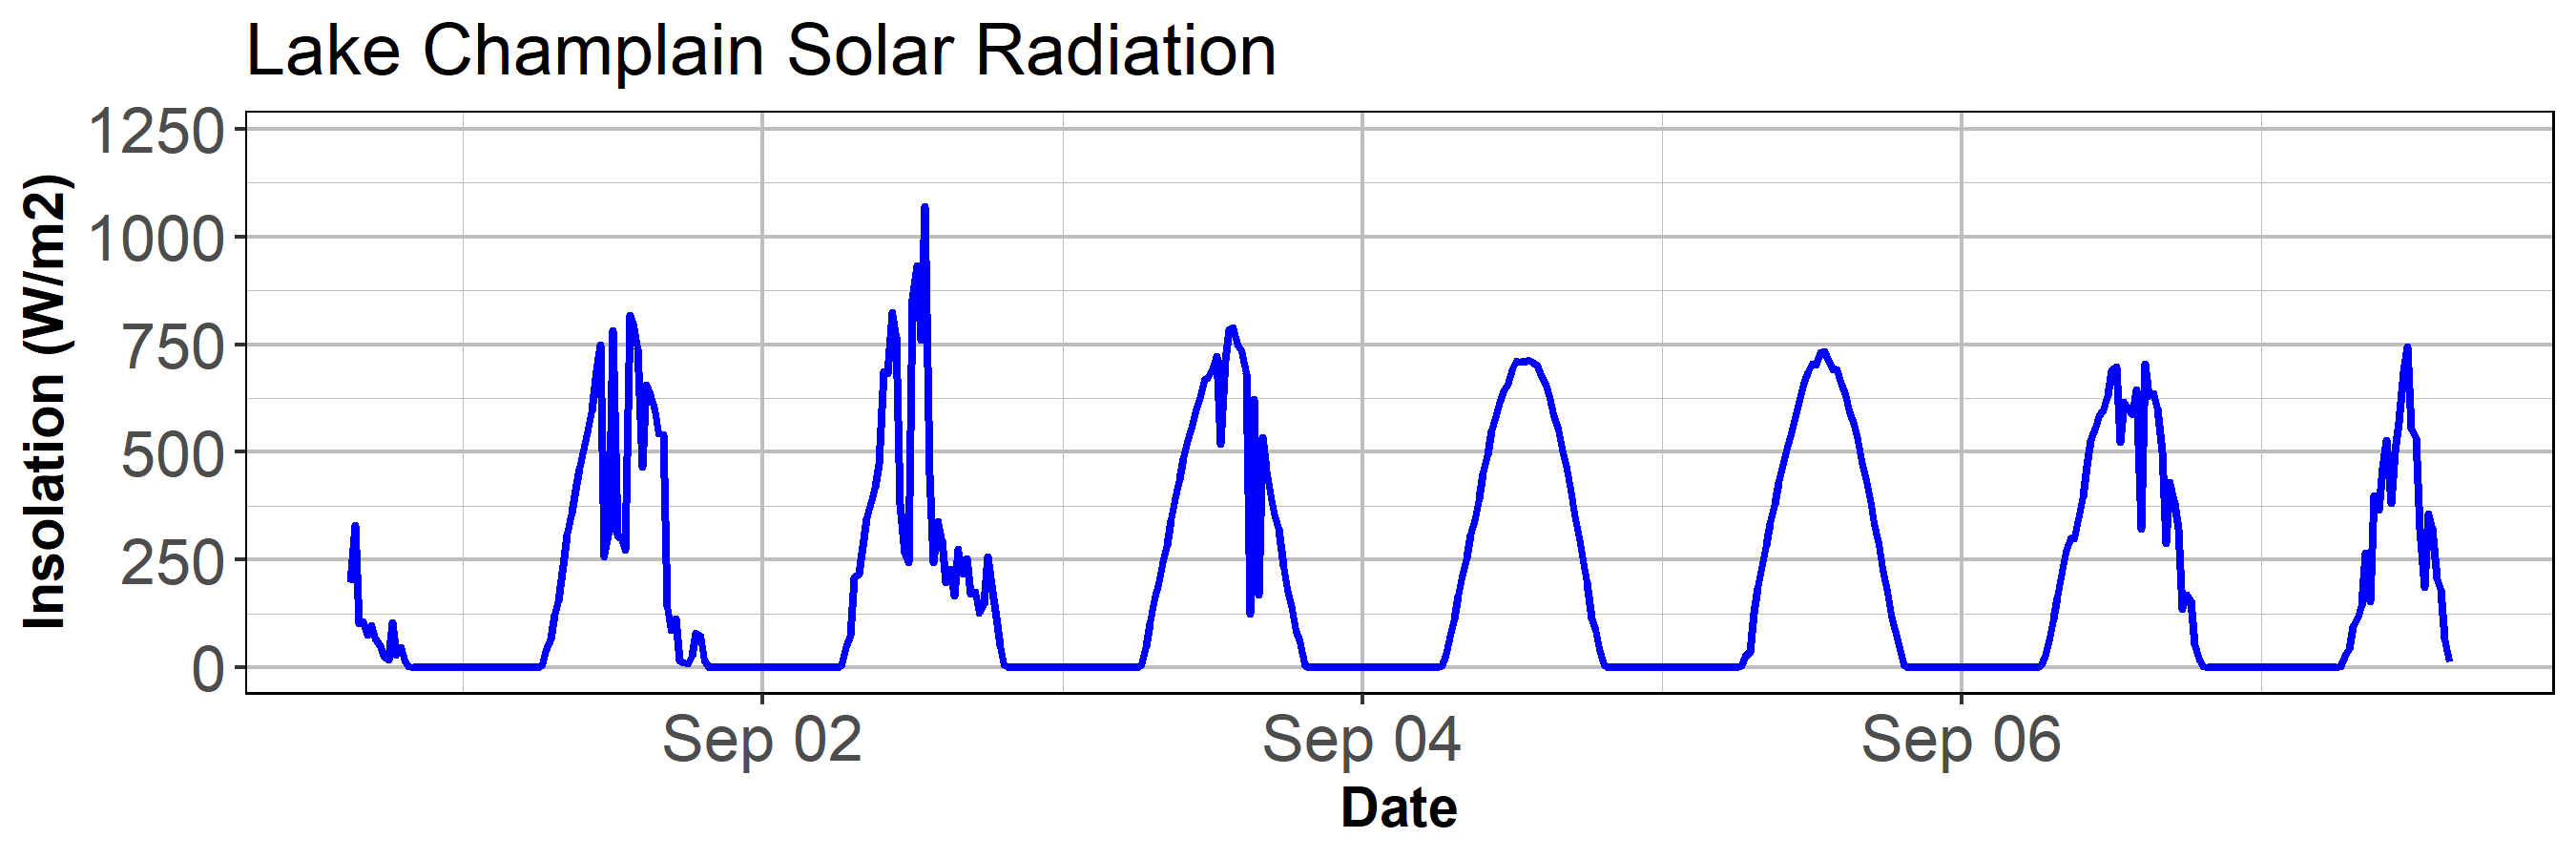 Lake Champlain Solar Radiation
1250
1000
750
500
250
0
Insolation (W/m2)
Sep 02 Sep 04 Sep 06
Date